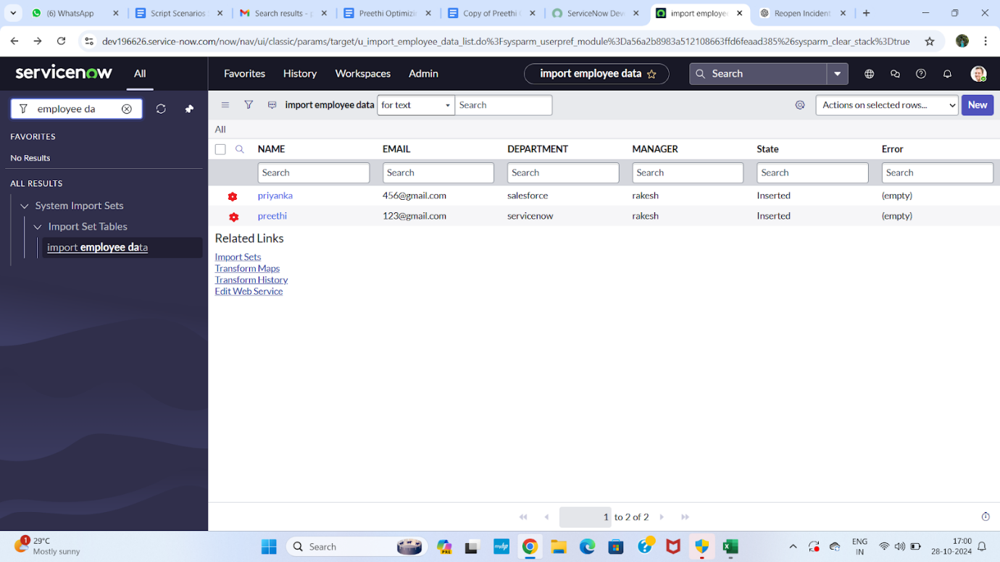 (6) WhatsApp
Script Scenarios
Search results - p
Preethi Optimizi
Copy of Preethi
ServiceNow Dev
import employee
Reopen Incident
dev196626.service-now.com/now/nav/ui/classic/params/target/u_import_employee_data_list.do%3Fsysparm_userpref_module%3Da56a2b8983a512108663ffd6feaad385%26sysparm_clear_stack%3Dtrue
servicenow All Favorites History Workspaces Admin import employee data Search
employee da
import employee data for text Search Actions on selected rows... New
FAVORITES
No Results
ALL RESULTS
System Import Sets
Import Set Tables
import employee data
All
NAME EMAIL DEPARTMENT MANAGER State Error
Search Search Search Search Search Search
priyanka 456@gmail.com salesforce rakesh Inserted (empty)
preethi 123@gmail.com servicenow rakesh Inserted (empty)
Related Links
Import Sets
Transform Maps
Transform History
Edit Web Service
1 to 2 of 2
1
29°C
Mostly sunny
Search
PRE
myhp
ENG
IN
17:00
28-10-2024